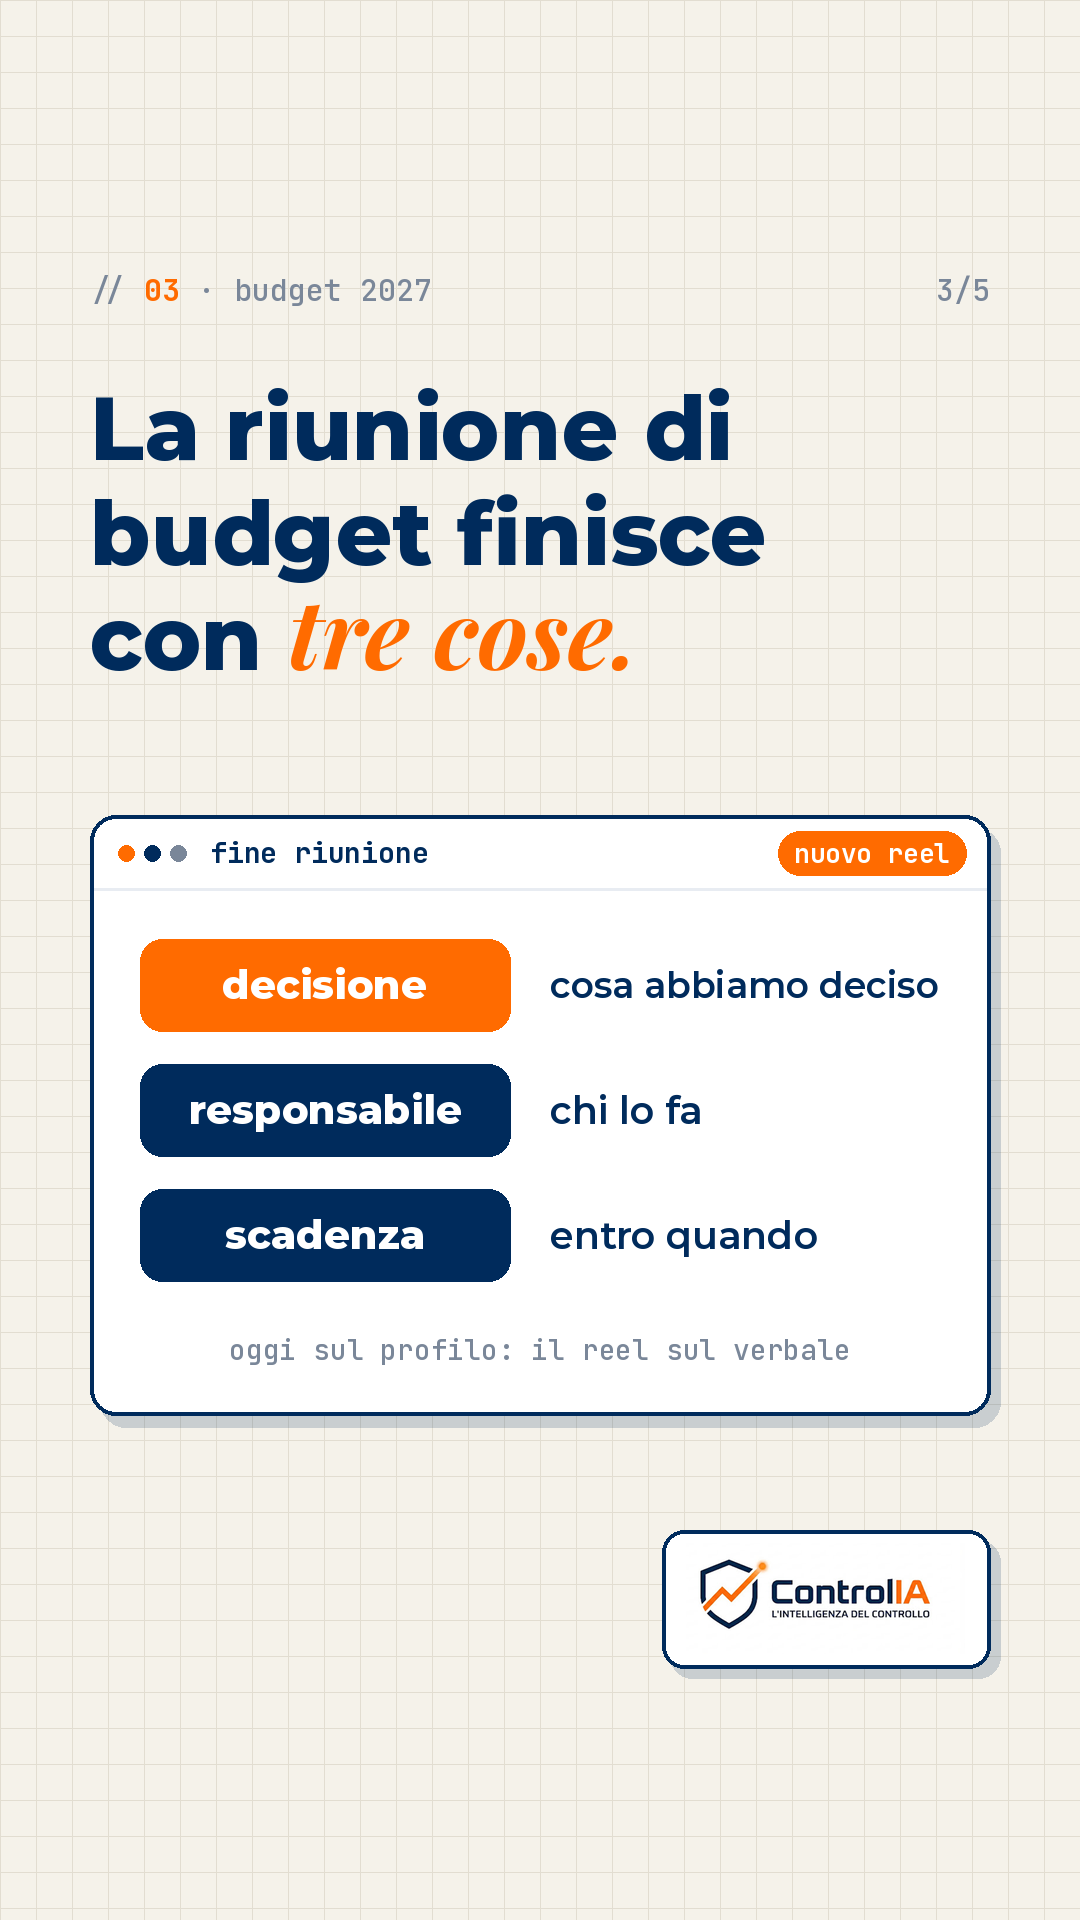 // 03 · budget 2027
3/5
La riunione di
budget finisce
con tre cose.
fine riunione
nuovo reel
decisione
cosa abbiamo deciso
responsabile
chi lo fa
scadenza
entro quando
oggi sul profilo: il reel sul verbale
ControlIA
L'INTELLIGENZA DEL CONTROLLO